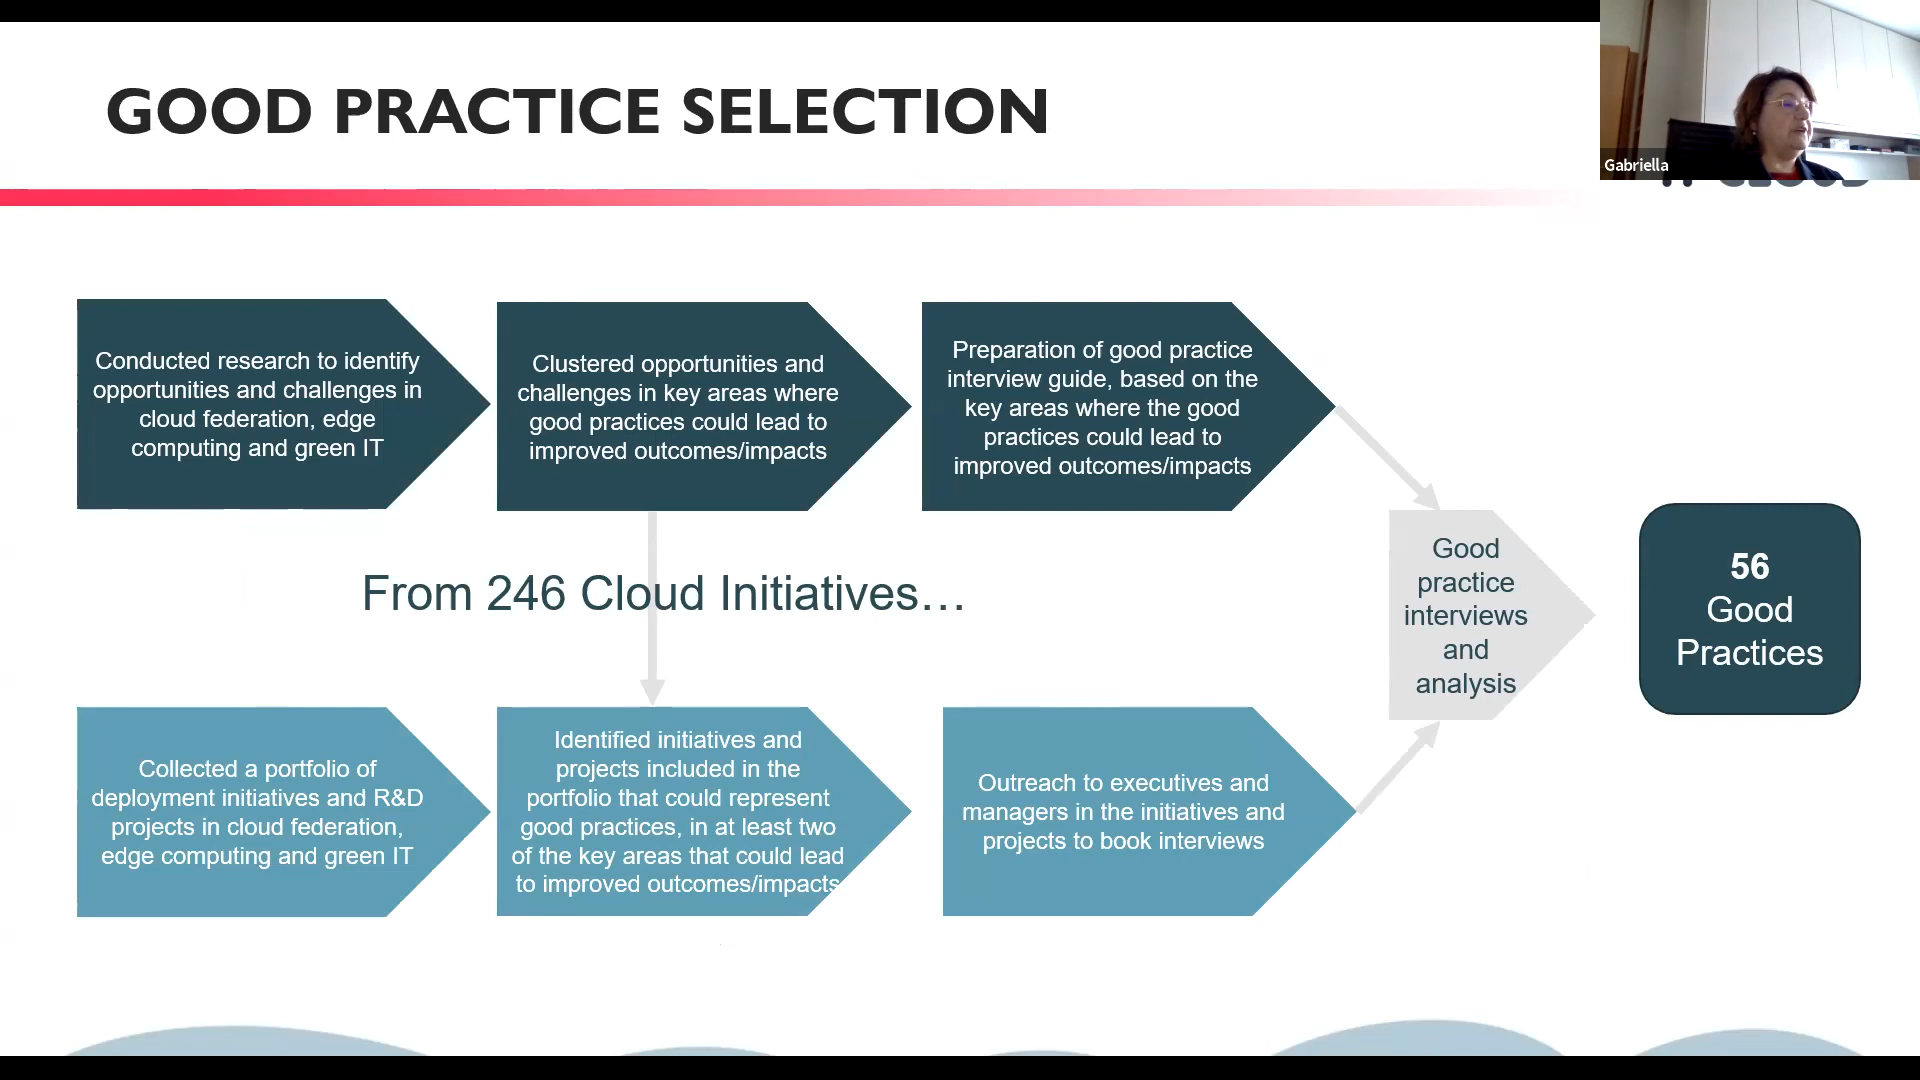 GOOD PRACTICE SELECTION
Gabriella
Conducted research to identify
opportunities and challenges in
cloud federation, edge
computing and green IT
Clustered opportunities and
challenges in key areas where
good practices could lead to
improved outcomes/impacts
Preparation of good practice
interview guide, based on the
key areas where the good
practices could lead to
improved outcomes/impacts
From 246 Cloud Initiatives…
Good
practice
interviews
and
analysis
56
Good
Practices
Collected a portfolio of
deployment initiatives and R&D
projects in cloud federation,
edge computing and green IT
Identified initiatives and
projects included in the
portfolio that could represent
good practices, in at least two
of the key areas that could lead
to improved outcomes/impacts
Outreach to executives and
managers in the initiatives and
projects to book interviews